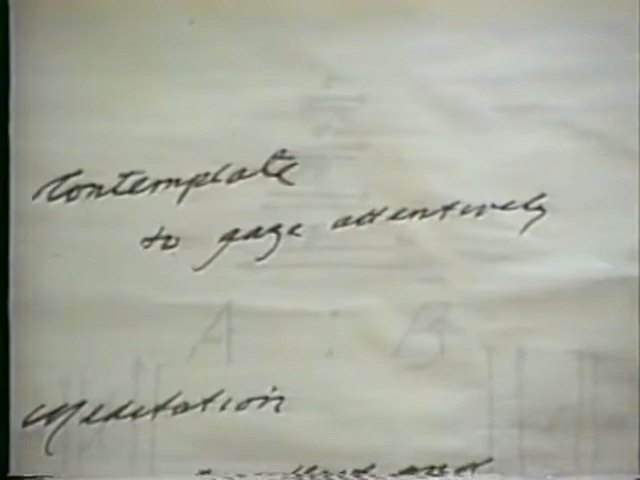 Contemplate
to gaze attentively
A : B
Meditation